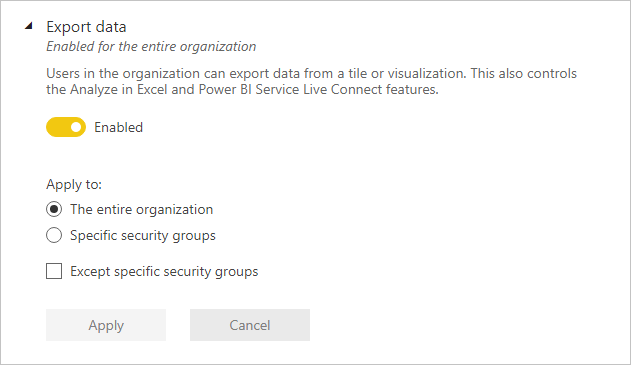 Export data
Enabled for the entire organization
Users in the organization can export data from a tile or visualization. This also controls
the Analyze in Excel and Power BI Service Live Connect features.
Enabled
Apply to:
The entire organization
Specific security groups
Except specific security groups
Apply
Cancel